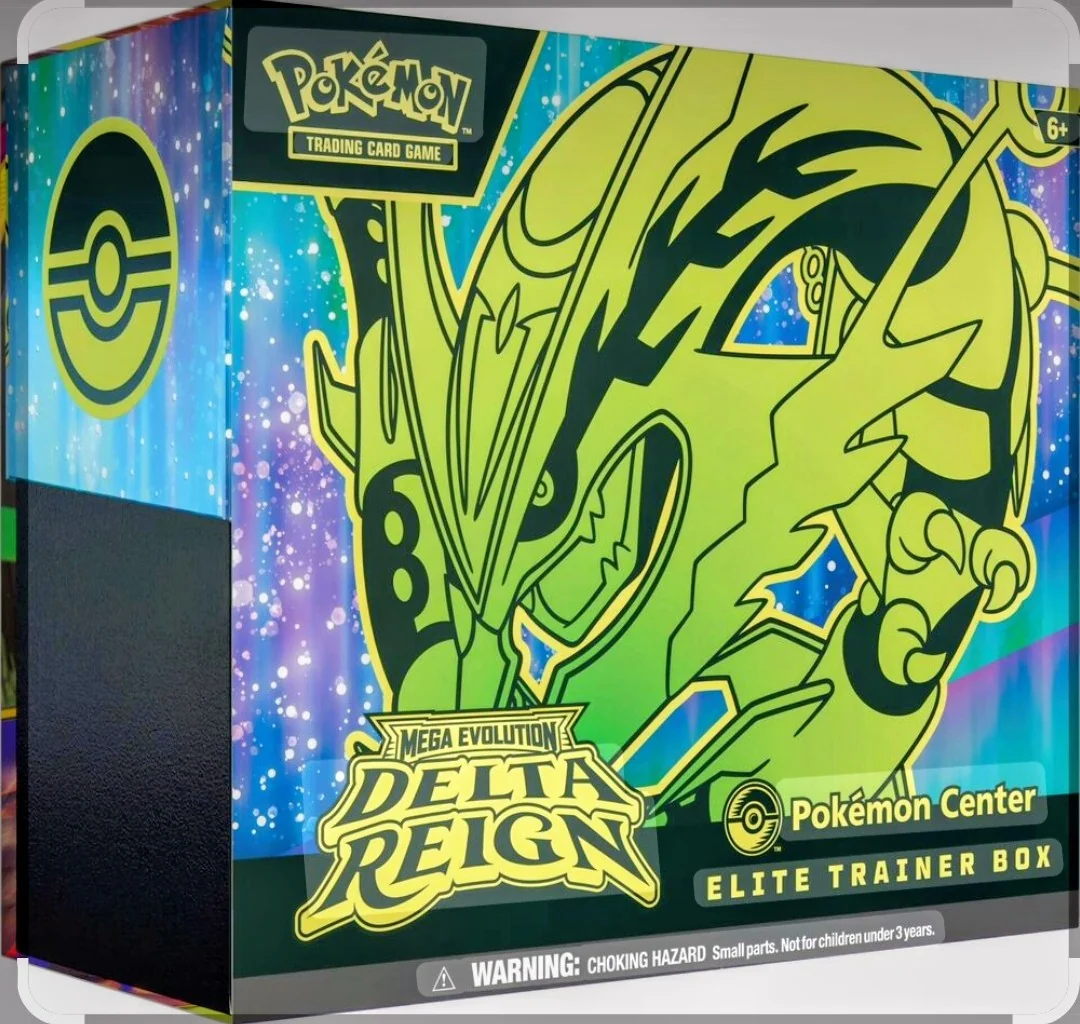 POKéMON
TRADING CARD GAME
6+
MEGA EVOLUTION
DELTA
REIGN
Pokémon Center
ELITE TRAINER BOX
WARNING: CHOKING HAZARD Small parts. Not for children under 3 years.